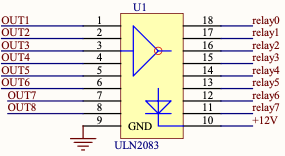 U1
OUT1 1 18 relay0
OUT2 2 17 relay1
OUT3 3 16 relay2
OUT4 4 15 relay3
OUT5 5 14 relay4
OUT6 6 13 relay5
OUT7 7 12 relay6
OUT8 8 11 relay7
9 GND 10 +12V
ULN2083